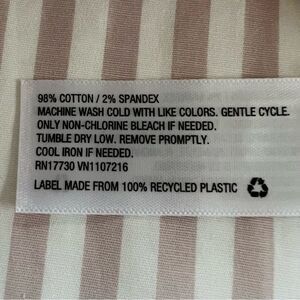 98% COTTON / 2% SPANDEX
MACHINE WASH COLD WITH LIKE COLORS. GENTLE CYCLE.
ONLY NON-CHLORINE BLEACH IF NEEDED.
TUMBLE DRY LOW. REMOVE PROMPTLY.
COOL IRON IF NEEDED.
RN17730 VN1107216
LABEL MADE FROM 100% RECYCLED PLASTIC